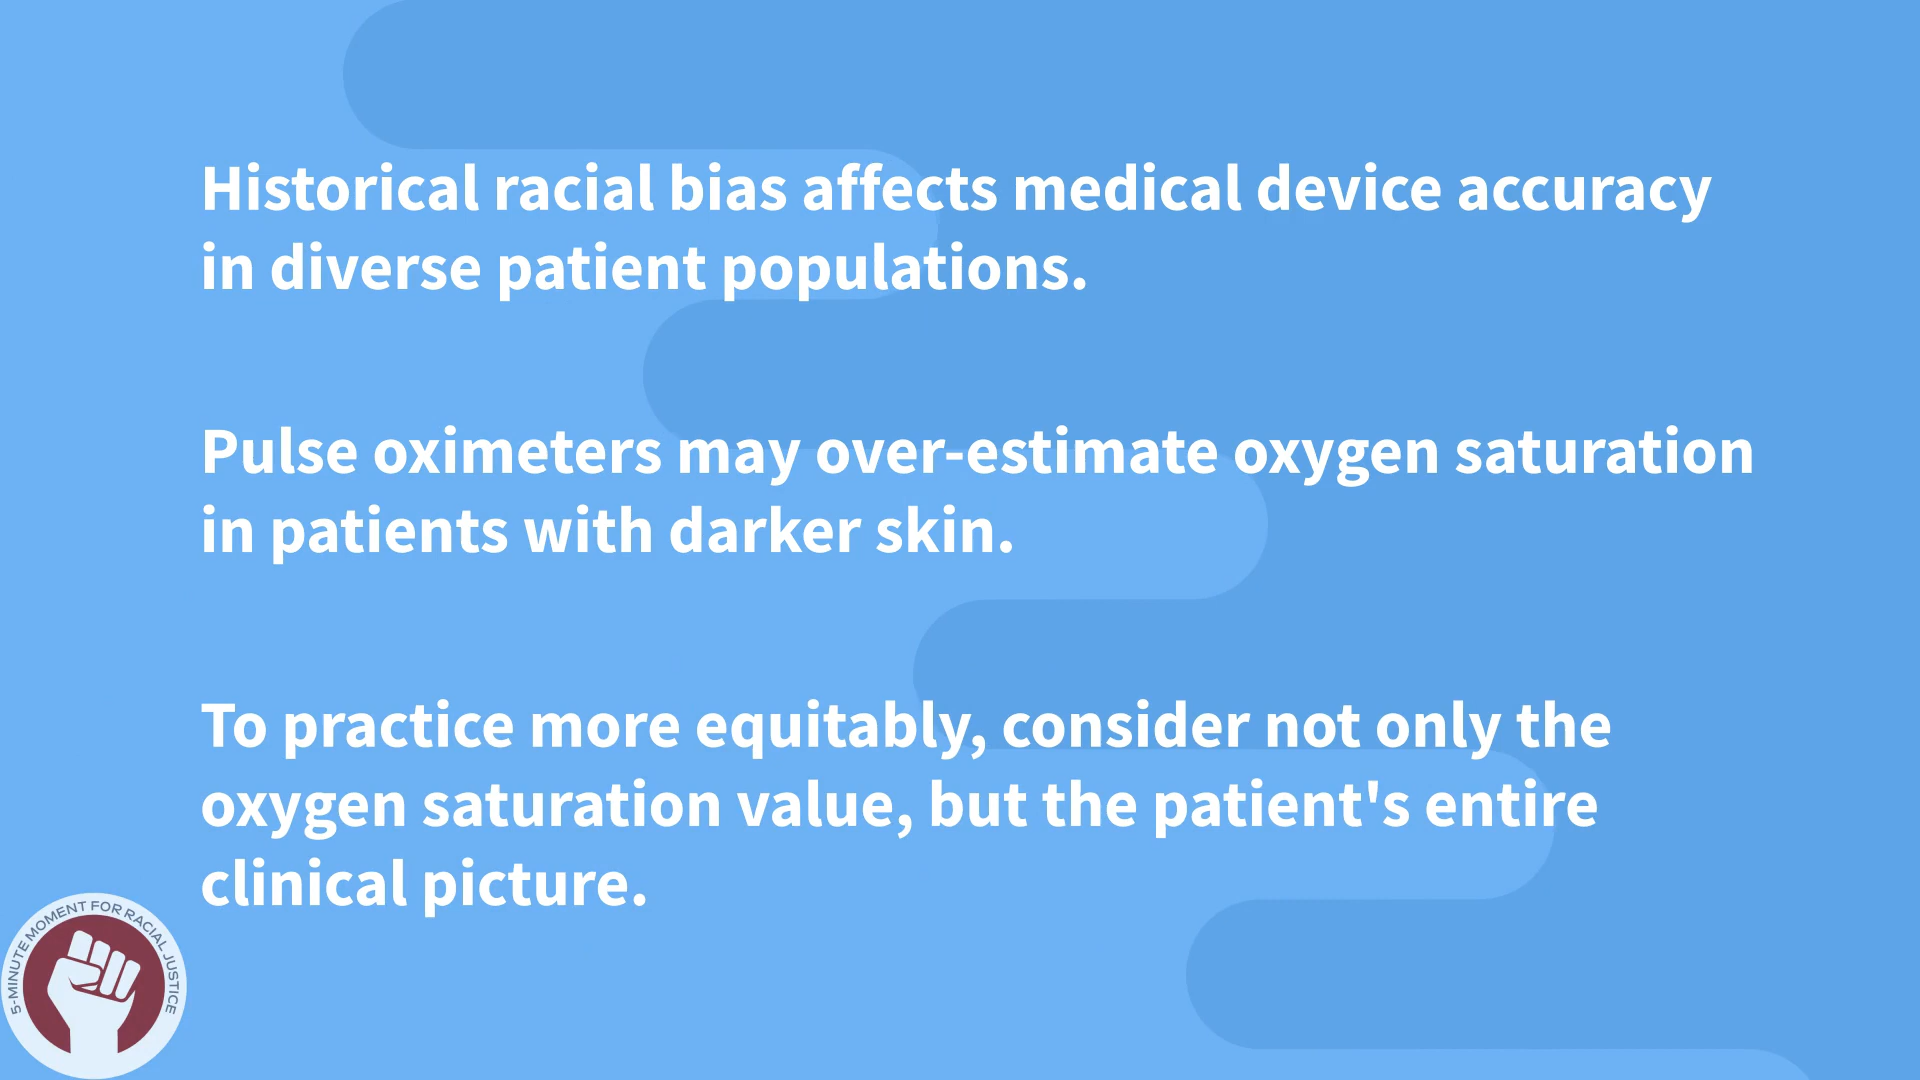 Historical racial bias affects medical device accuracy
in diverse patient populations.
Pulse oximeters may over-estimate oxygen saturation
in patients with darker skin.
To practice more equitably, consider not only the
oxygen saturation value, but the patient's entire
clinical picture.
5-MINUTE MOMENT FOR RACIAL JUSTICE